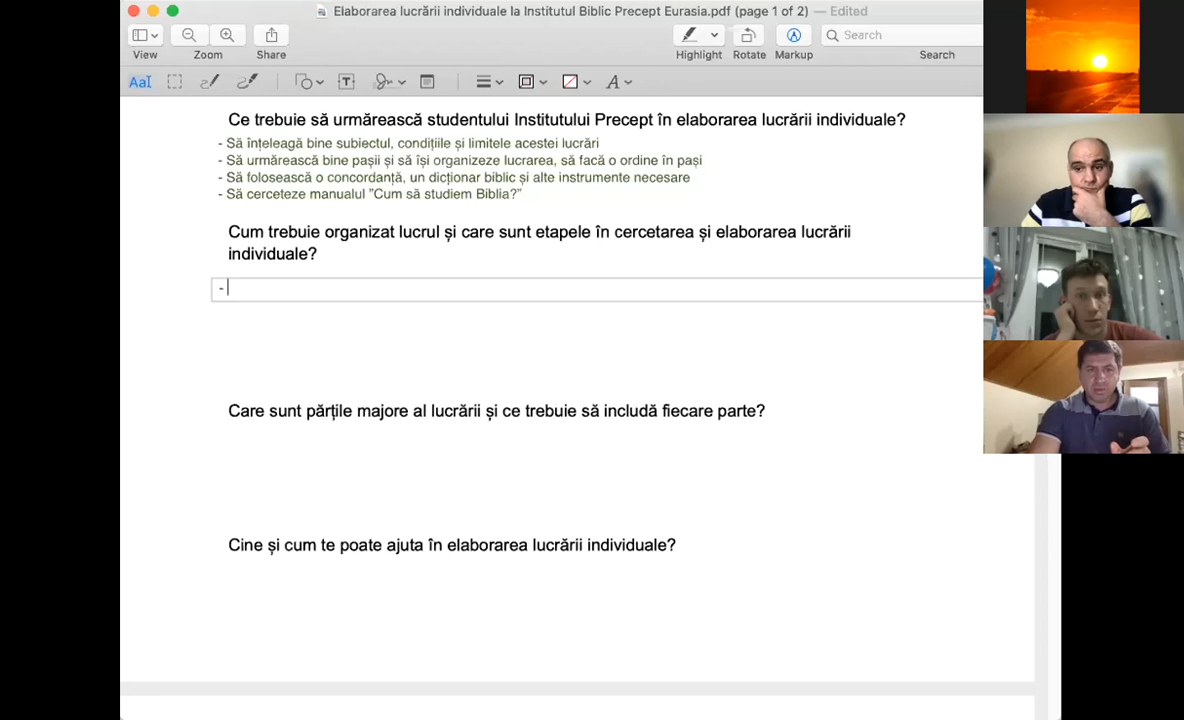 Elaborarea lucrării individuale la Institutul Biblic Precept Eurasia.pdf (page 1 of 2) — Edited
View
Zoom
Share
Highlight
Rotate
Markup
Search
Search
AaI
T
A
Ce trebuie să urmărească studentului Institutului Precept în elaborarea lucrării individuale?
- Să înțeleagă bine subiectul, condițiile și limitele acestei lucrări
- Să urmărească bine pașii și să își organizeze lucrarea, să facă o ordine în pași
- Să folosească o concordanță, un dicționar biblic și alte instrumente necesare
- Să cerceteze manualul ”Cum să studiem Biblia?”
Cum trebuie organizat lucrul și care sunt etapele în cercetarea și elaborarea lucrării
individuale?
-
Care sunt părțile majore al lucrării și ce trebuie să includă fiecare parte?
Cine și cum te poate ajuta în elaborarea lucrării individuale?